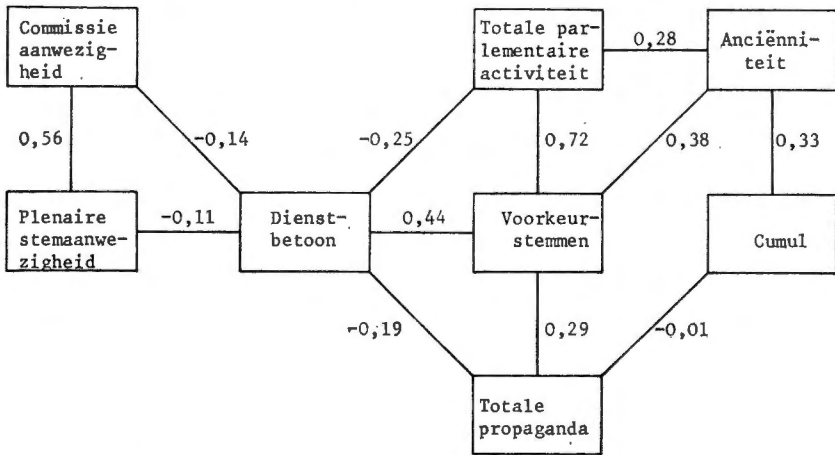 Commissie
aanwezig-
heid
Totale par-
lementaire
activiteit
0,28
Anciënni-
teit
0,56
-0,14
-0,25
0,72
0,38
0,33
Plenaire
stemaanwe-
zigheid
-0,11
Dienst-
betoon
0,44
Voorkeur-
stemmen
Cumul
-0,19
0,29
-0,01
Totale
propaganda